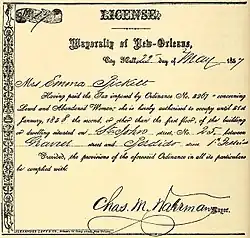 LICENSE.
Mayoralty of New-Orleans,
City Hall, 23 day of May 1857
Mrs. Emma Pickett
Having paid the Tax imposed by Ordinance No. 3267, concerning
Lewd and Abandoned Women, she is hereby authorized to occupy until 31st
January, 1858 the second, or other than the first floor, of this
building or dwelling situated on St. John street, No. 25, between
Gravier street and Perdido street 1st District
Provided, the provisions of the aforesaid Ordinance in all its particulars
be complied with:
Chas. M. Waterman
Mayor.